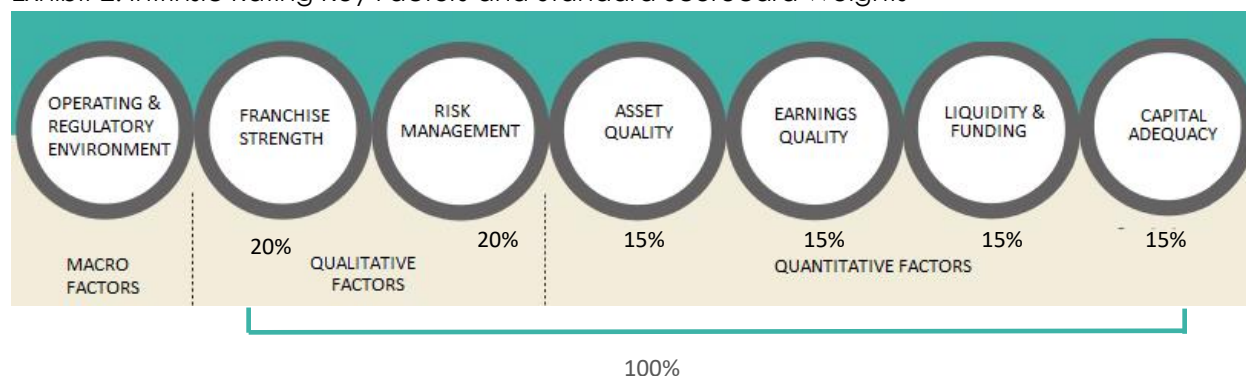 OPERATING &
REGULATORY
ENVIRONMENT
FRANCHISE
STRENGTH
RISK
MANAGEMENT
ASSET
QUALITY
EARNINGS
QUALITY
LIQUIDITY &
FUNDING
CAPITAL
ADEQUACY
20%
20%
15%
15%
15%
15%
MACRO
FACTORS
QUALITATIVE
FACTORS
QUANTITATIVE FACTORS
100%